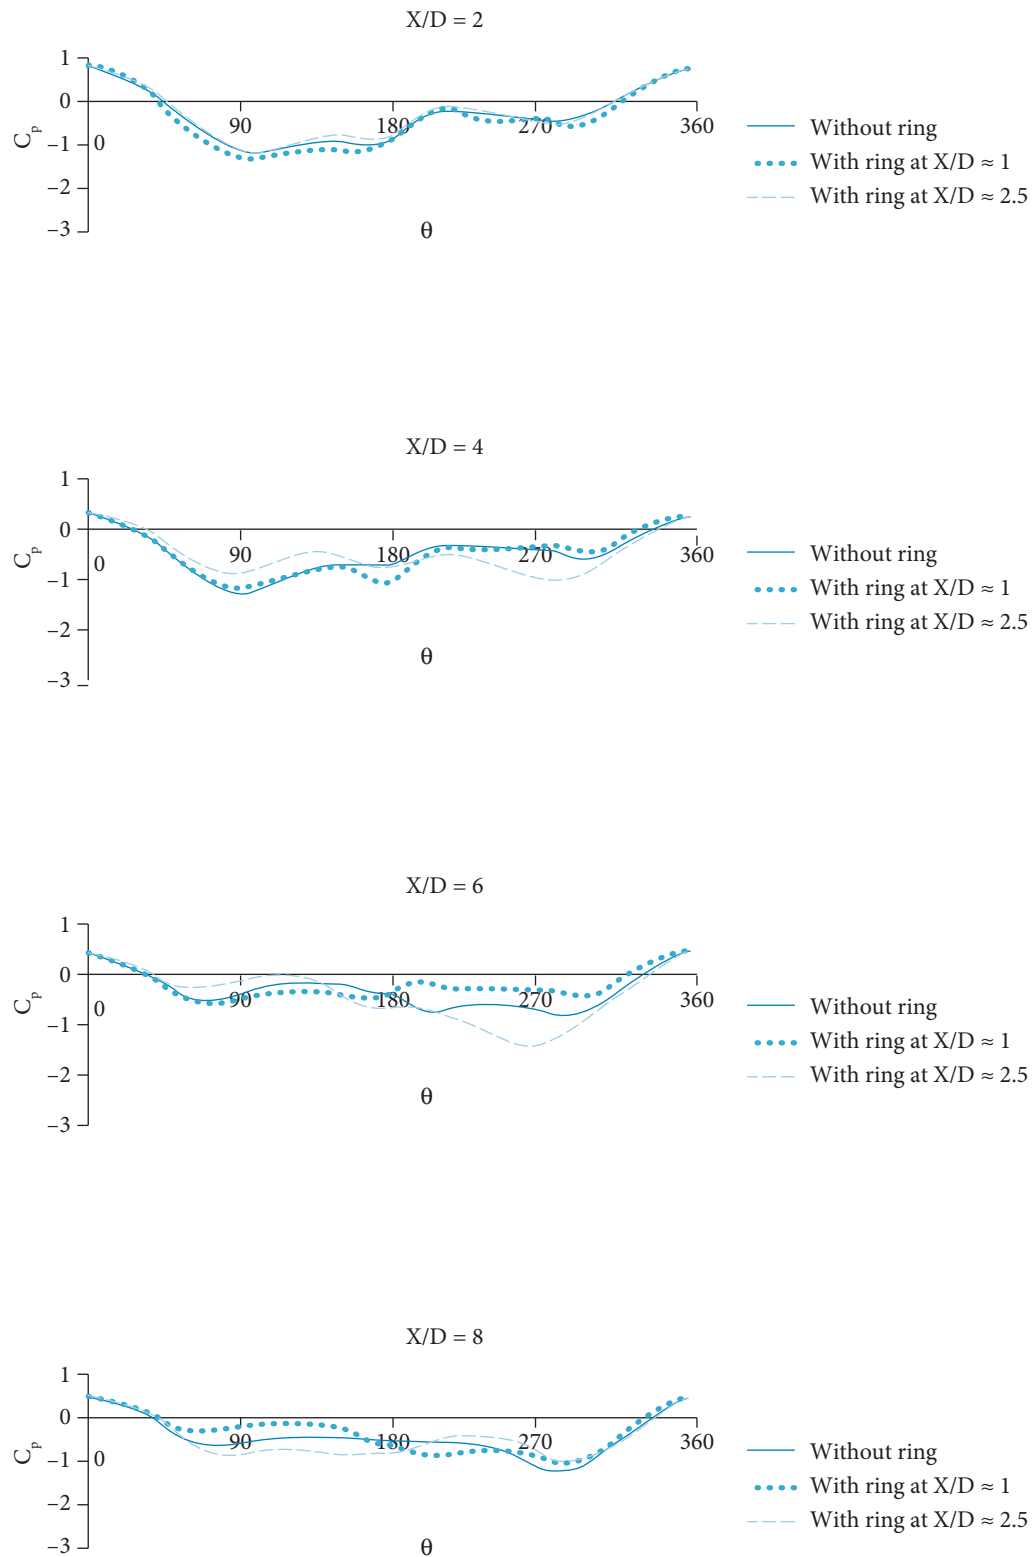 X/D = 2
1
0
–1
–2
–3
C_p
0
90
180
270
360
θ
Without ring
With ring at X/D ≈ 1
With ring at X/D ≈ 2.5
X/D = 4
1
0
–1
–2
–3
C_p
0
90
180
270
360
θ
Without ring
With ring at X/D ≈ 1
With ring at X/D ≈ 2.5
X/D = 6
1
0
–1
–2
–3
C_p
0
90
180
270
360
θ
Without ring
With ring at X/D ≈ 1
With ring at X/D ≈ 2.5
X/D = 8
1
0
–1
–2
–3
C_p
0
90
180
270
360
θ
Without ring
With ring at X/D ≈ 1
With ring at X/D ≈ 2.5